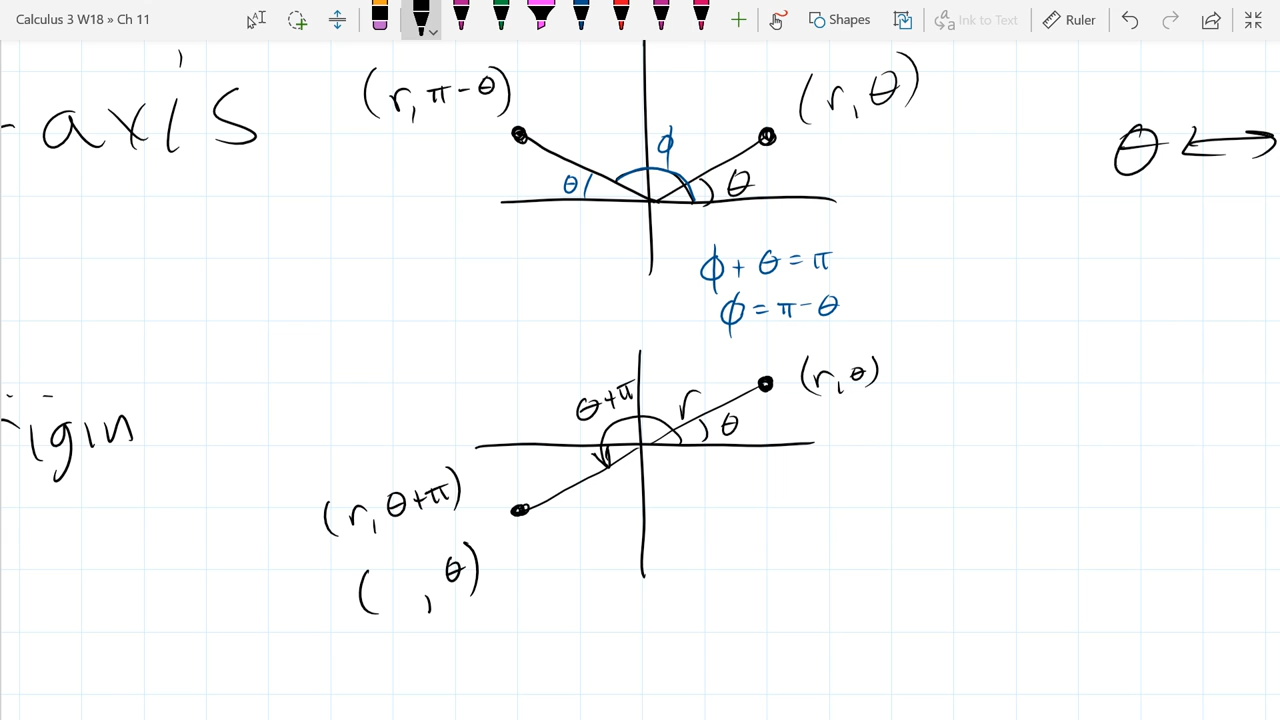 Calculus 3 W18 » Ch 11
Shapes
Ink to Text
Ruler
- axis
(r, π - θ)
(r, θ)
θ
ϕ
θ
θ ↔
ϕ + θ = π
ϕ = π - θ
igin
θ+π
r
θ
(r, θ)
(r, θ+π)
(  , θ)